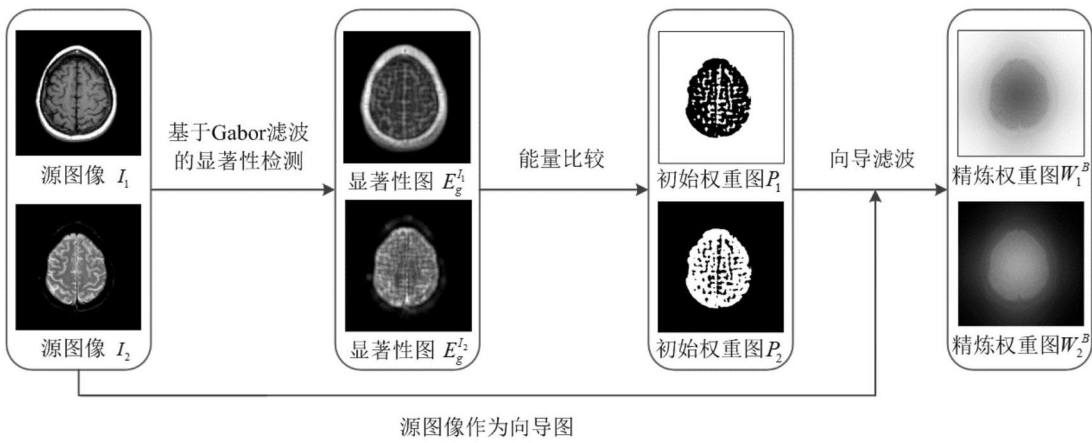 源图像 I₁
源图像 I₂
基于Gabor滤波
的显著性检测
显著性图 E_g^{I₁}
显著性图 E_g^{I₂}
能量比较
初始权重图P₁
初始权重图P₂
向导滤波
精炼权重图W₁ᴮ
精炼权重图W₂ᴮ
源图像作为向导图